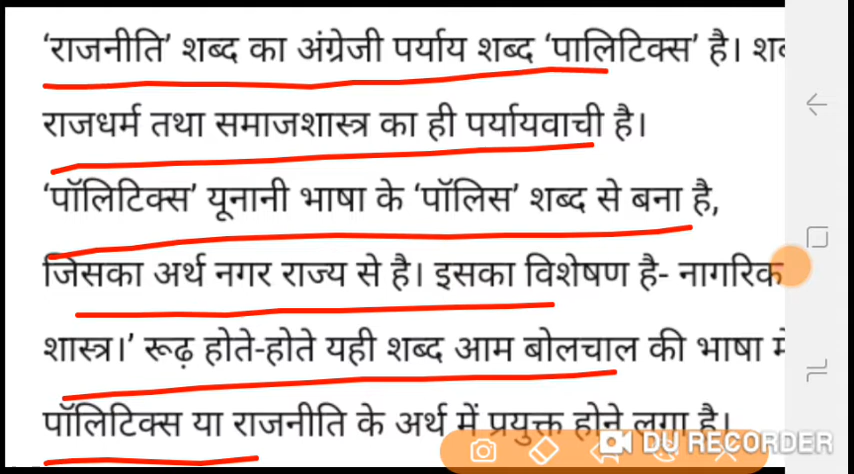 ‘राजनीति’ शब्द का अंग्रेजी पर्याय शब्द ‘पालिटिक्स’ है।
राजधर्म तथा समाजशास्त्र का ही पर्यायवाची है।
‘पॉलिटिक्स’ यूनानी भाषा के ‘पॉलिस’ शब्द से बना है,
जिसका अर्थ नगर राज्य से है। इसका विशेषण है- नागरिक
शास्त्र।’ रूढ़ होते-होते यही शब्द आम बोलचाल की भाषा में
पॉलिटिक्स या राजनीति के अर्थ में प्रयुक्त होने लगा है।
DU RECORDER